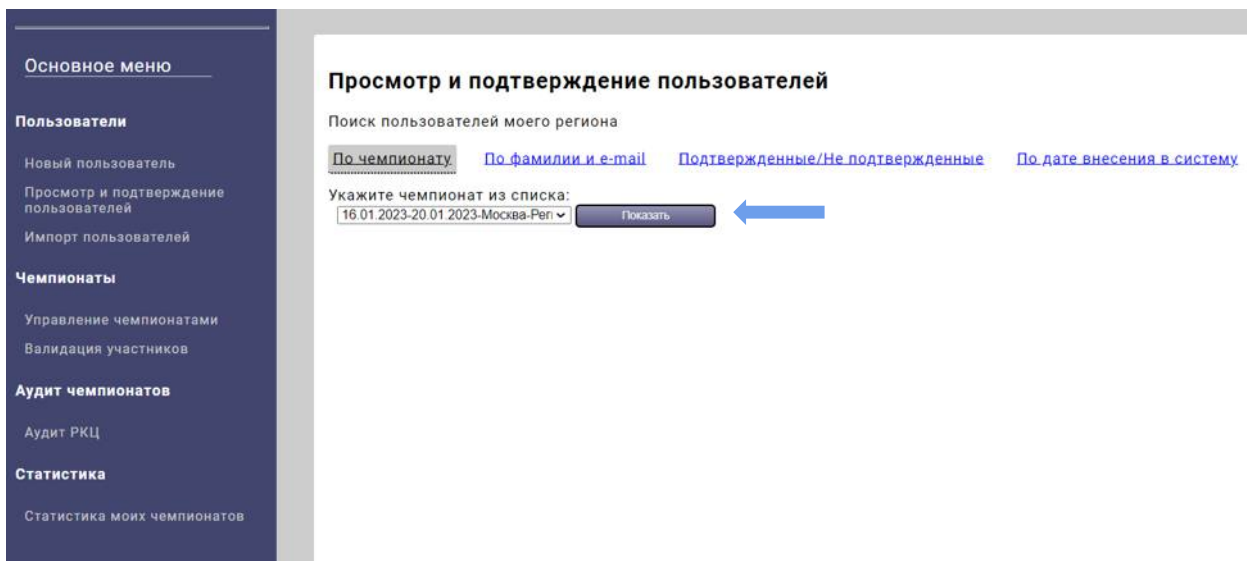 Основное меню
Пользователи
Новый пользователь
Просмотр и подтверждение
пользователей
Импорт пользователей
Чемпионаты
Управление чемпионатами
Валидация участников
Аудит чемпионатов
Аудит РКЦ
Статистика
Статистика моих чемпионатов
Просмотр и подтверждение пользователей
Поиск пользователей моего региона
По чемпионату По фамилии и e-mail Подтвержденные/Не подтвержденные По дате внесения в систему
Укажите чемпионат из списка:
16.01.2023-20.01.2023-Москва-Рег Показать